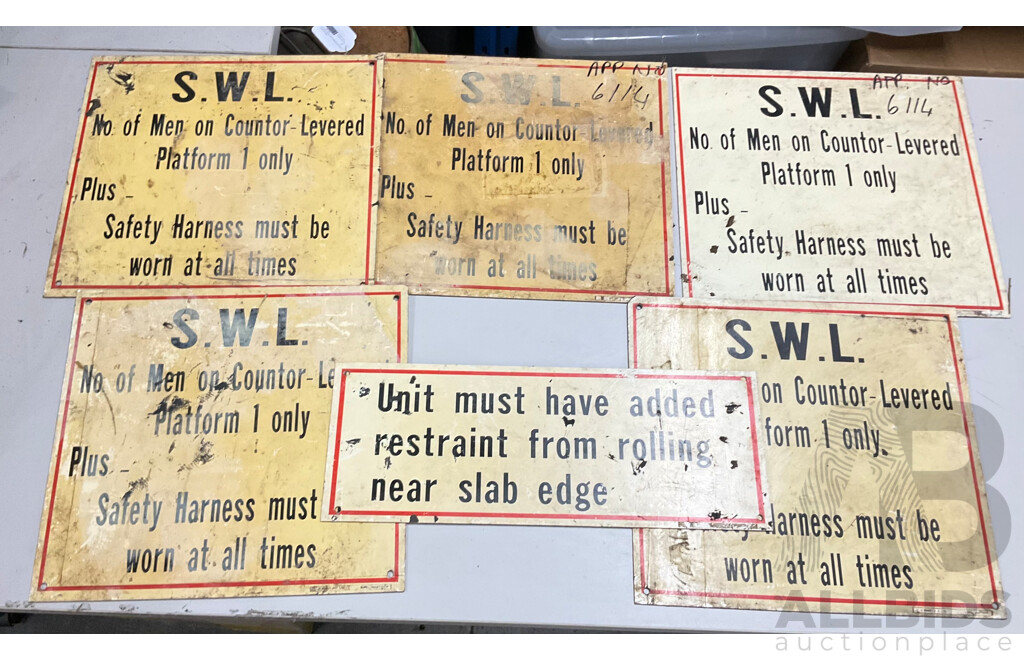 S.W.L.
No. of Men on Countor-Levered
Platform 1 only
Plus -
Safety Harness must be
worn at all times
APP NO
6114
S.W.L.
No. of Men on Countor-Levered
Platform 1 only
Plus -
Safety Harness must be
worn at all times
APP. NO
6114
S.W.L.
No. of Men on Countor-Levered
Platform 1 only
Plus -
Safety Harness must be
worn at all times
S.W.L.
No. of Men on Countor-Le
Platform 1 only
Plus -
Safety Harness must
worn at all times
Unit must have added
restraint from rolling
near slab edge
S.W.L.
on Countor-Levered
form 1 only
Harness must be
worn at all times
AB
ALLBIDS
auctionplace